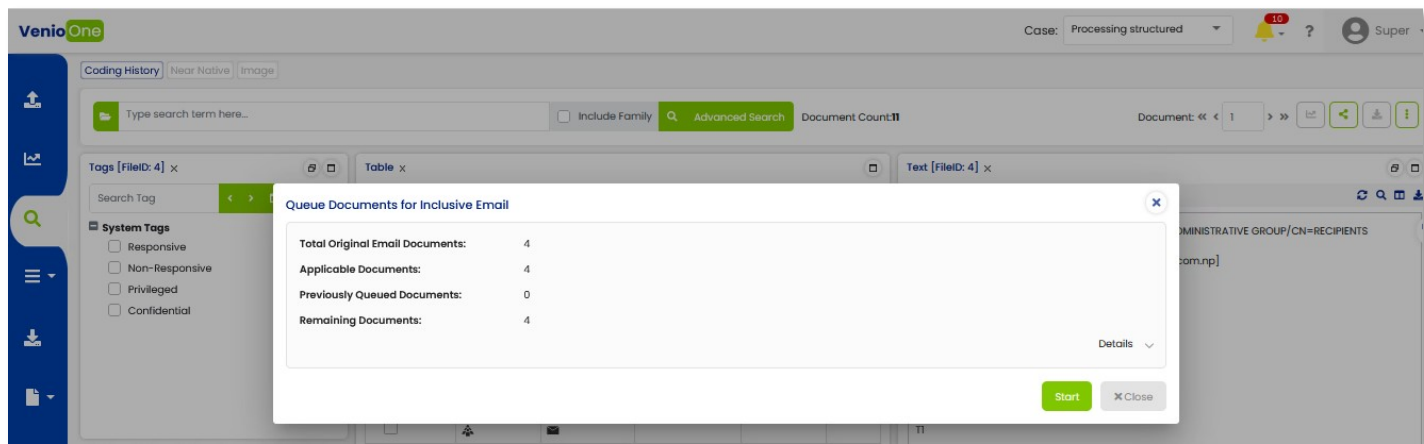 VenioOne
Case: Processing structured
10
?
Super
Coding History Near Native Image
Type search term here...
Include Family
Advanced Search
Document Count:11
Document: « < 1 > »
Tags [FileID: 4] ×
Table ×
Text [FileID: 4] ×
Search Tag
System Tags
Responsive
Non-Responsive
Privileged
Confidential
Queue Documents for Inclusive Email
Total Original Email Documents: 4
Applicable Documents: 4
Previously Queued Documents: 0
Remaining Documents: 4
Details
Start
×Close
DMINISTRATIVE GROUP/CN=RECIPIENTS
com.np]